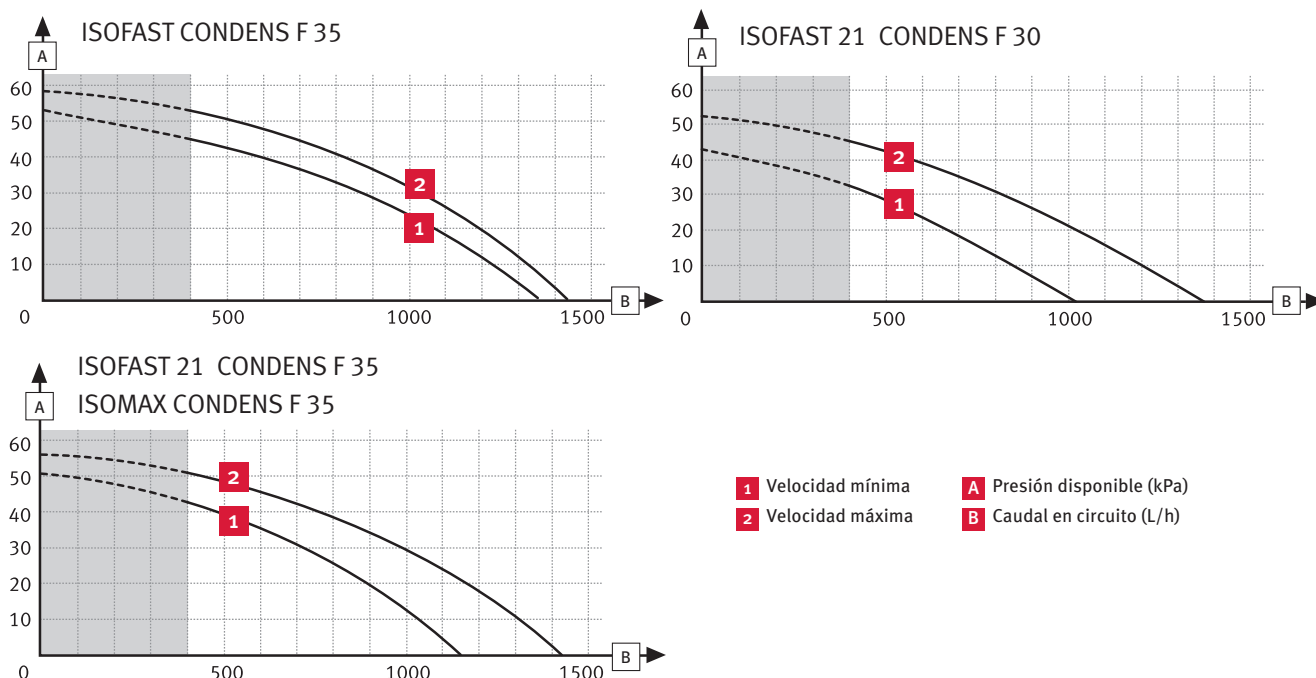 ISOFAST CONDENS F 35
A
60
50
40
30
20
10
0
500
1000
1500
B
2
1
ISOFAST 21 CONDENS F 30
A
60
50
40
30
20
10
0
500
1000
1500
B
2
1
ISOFAST 21 CONDENS F 35
ISOMAX CONDENS F 35
A
60
50
40
30
20
10
0
500
1000
1500
B
2
1
1 Velocidad mínima
2 Velocidad máxima
A Presión disponible (kPa)
B Caudal en circuito (L/h)